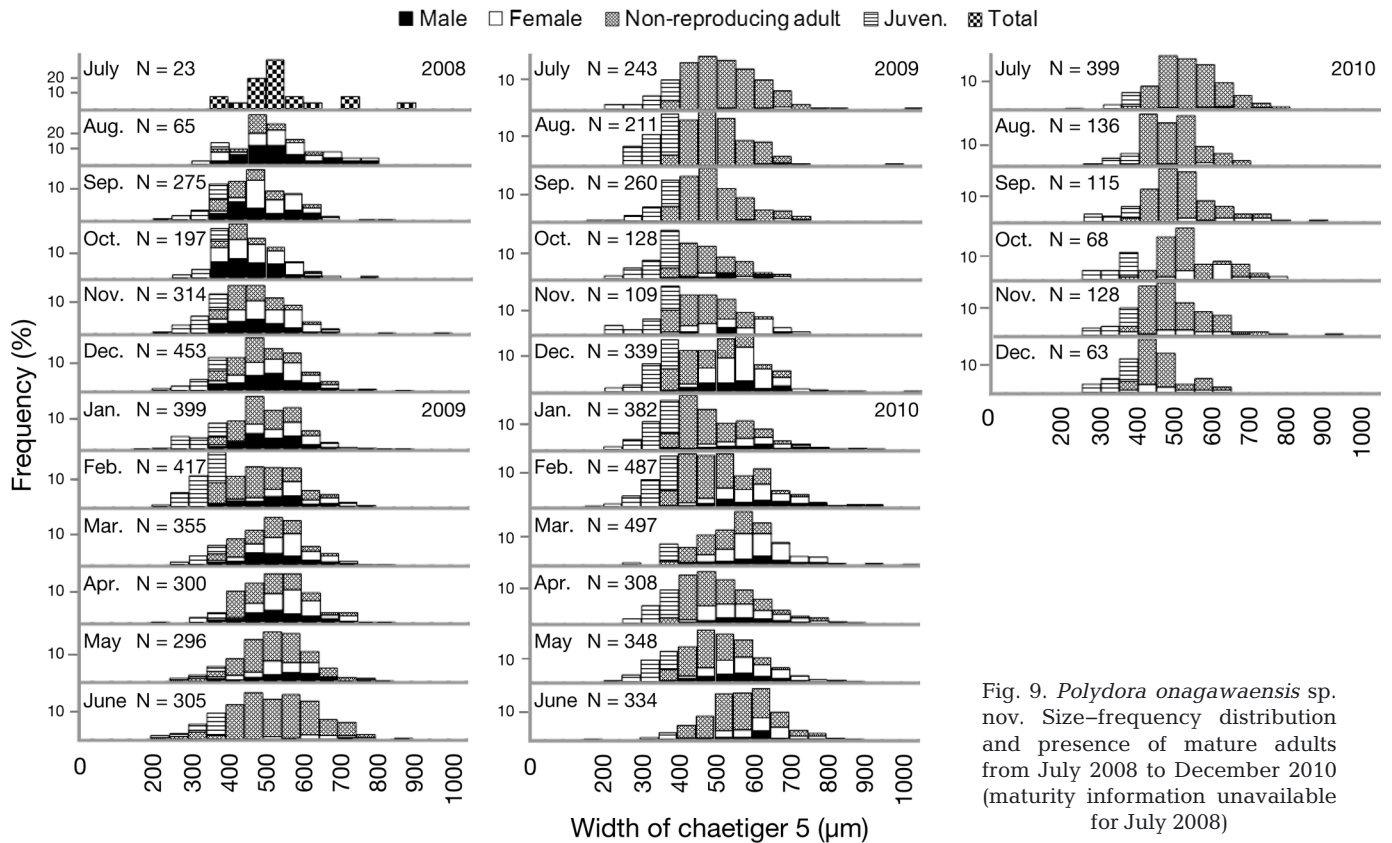 Male Female Non-reproducing adult Juven. Total
Frequency (%)
July N = 23 2008
20
10
Aug. N = 65
20
10
Sep. N = 275
10
Oct. N = 197
10
Nov. N = 314
10
Dec. N = 453
10
Jan. N = 399 2009
10
Feb. N = 417
10
Mar. N = 355
10
Apr. N = 300
10
May N = 296
10
June N = 305
10
0 200 300 400 500 600 700 800 900 1000
July N = 243 2009
10
Aug. N = 211
10
Sep. N = 260
10
Oct. N = 128
10
Nov. N = 109
10
Dec. N = 339
10
Jan. N = 382 2010
10
Feb. N = 487
10
Mar. N = 497
10
Apr. N = 308
10
May N = 348
10
June N = 334
10
0 200 300 400 500 600 700 800 900 1000
Width of chaetiger 5 (µm)
July N = 399 2010
10
Aug. N = 136
10
Sep. N = 115
10
Oct. N = 68
10
Nov. N = 128
10
Dec. N = 63
10
0 200 300 400 500 600 700 800 900 1000
Fig. 9. Polydora onagawaensis sp.
nov. Size–frequency distribution
and presence of mature adults
from July 2008 to December 2010
(maturity information unavailable
for July 2008)